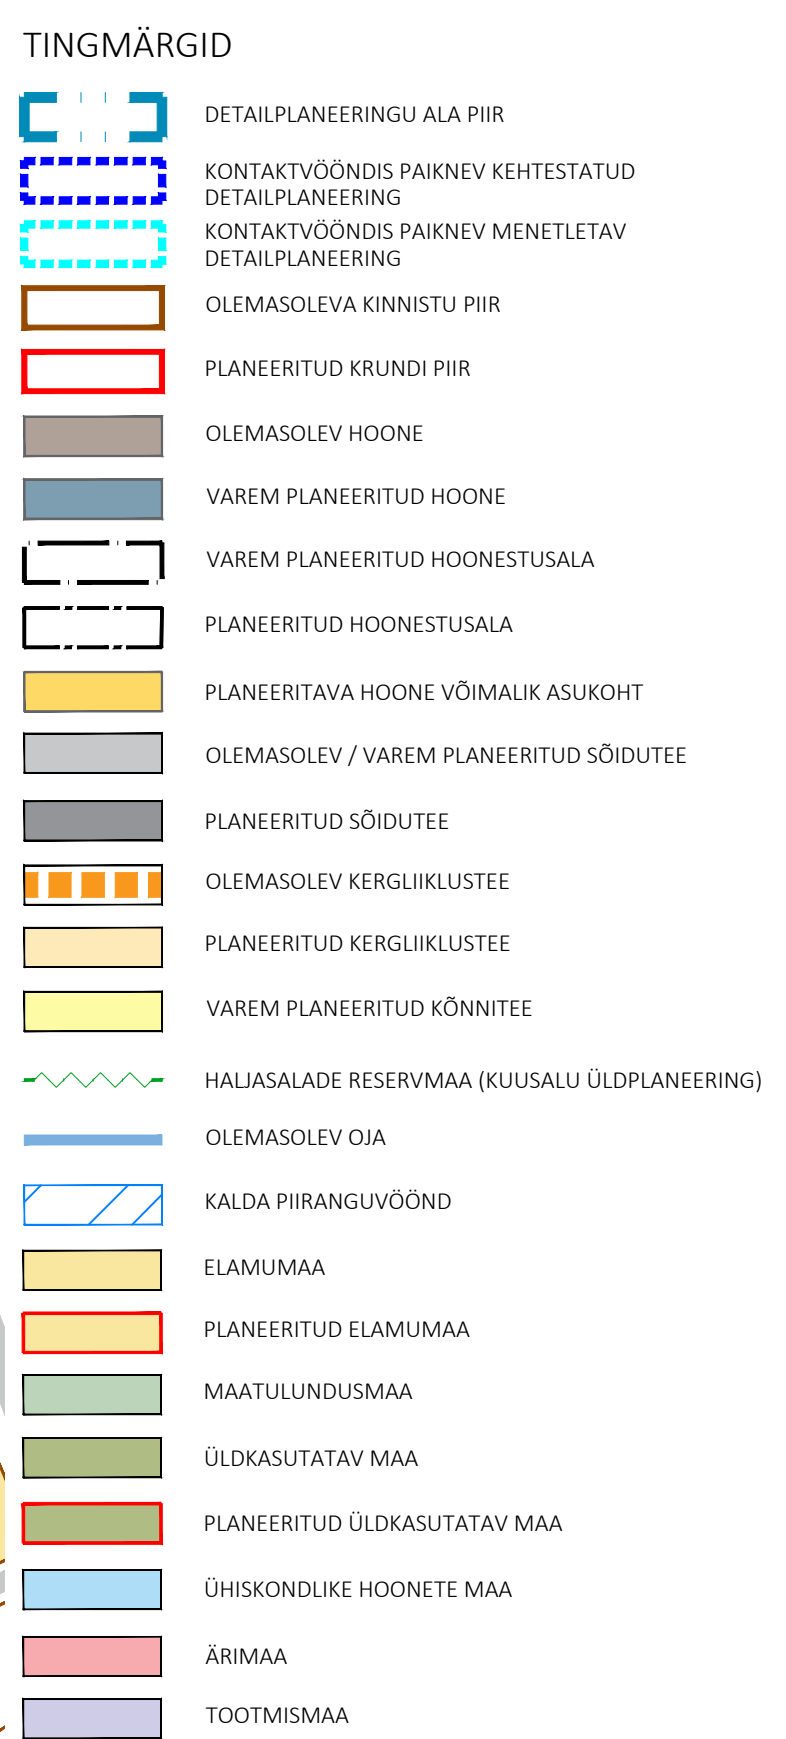 TINGMÄRGID
DETAILPLANEERINGU ALA PIIR
KONTAKTVÖÖNDIS PAIKNEV KEHTESTATUD
DETAILPLANEERING
KONTAKTVÖÖNDIS PAIKNEV MENETLETAV
DETAILPLANEERING
OLEMASOLEVA KINNISTU PIIR
PLANEERITUD KRUNDI PIIR
OLEMASOLEV HOONE
VAREM PLANEERITUD HOONE
VAREM PLANEERITUD HOONESTUSALA
PLANEERITUD HOONESTUSALA
PLANEERITAVA HOONE VÕIMALIK ASUKOHT
OLEMASOLEV / VAREM PLANEERITUD SÕIDUTEE
PLANEERITUD SÕIDUTEE
OLEMASOLEV KERGLIIKLUSTEE
PLANEERITUD KERGLIIKLUSTEE
VAREM PLANEERITUD KÕNNITEE
HALJASALADE RESERVMAA (KUUSALU ÜLDPLANEERING)
OLEMASOLEV OJA
KALDA PIIRANGUVÖÖND
ELAMUMAA
PLANEERITUD ELAMUMAA
MAATULUNDUSMAA
ÜLDKASUTATAV MAA
PLANEERITUD ÜLDKASUTATAV MAA
ÜHISKONDLIKE HOONETE MAA
ÄRIMAA
TOOTMISMAA